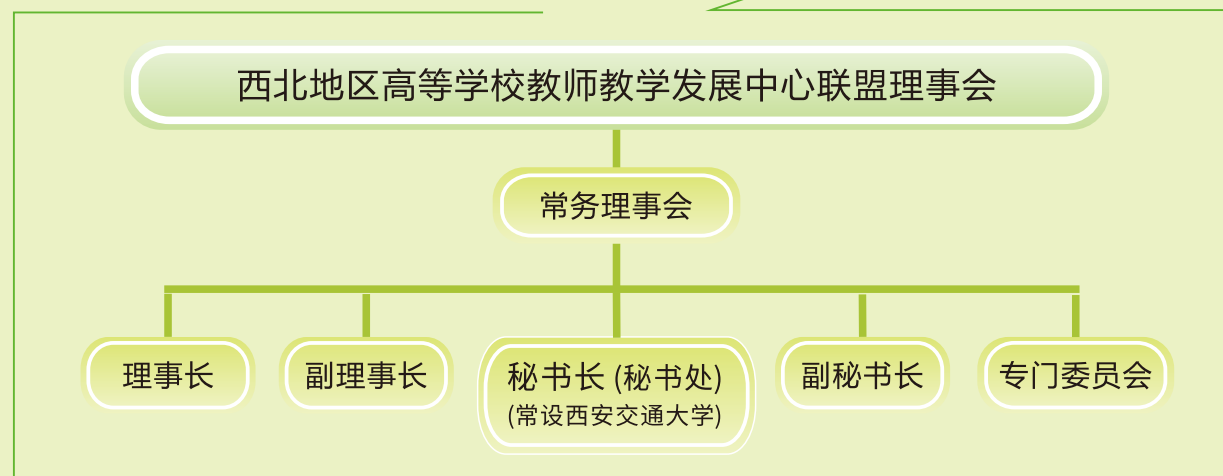 西北地区高等学校教师教学发展中心联盟理事会
常务理事会
理事长
副理事长
秘书长 (秘书处)
(常设西安交通大学)
副秘书长
专门委员会